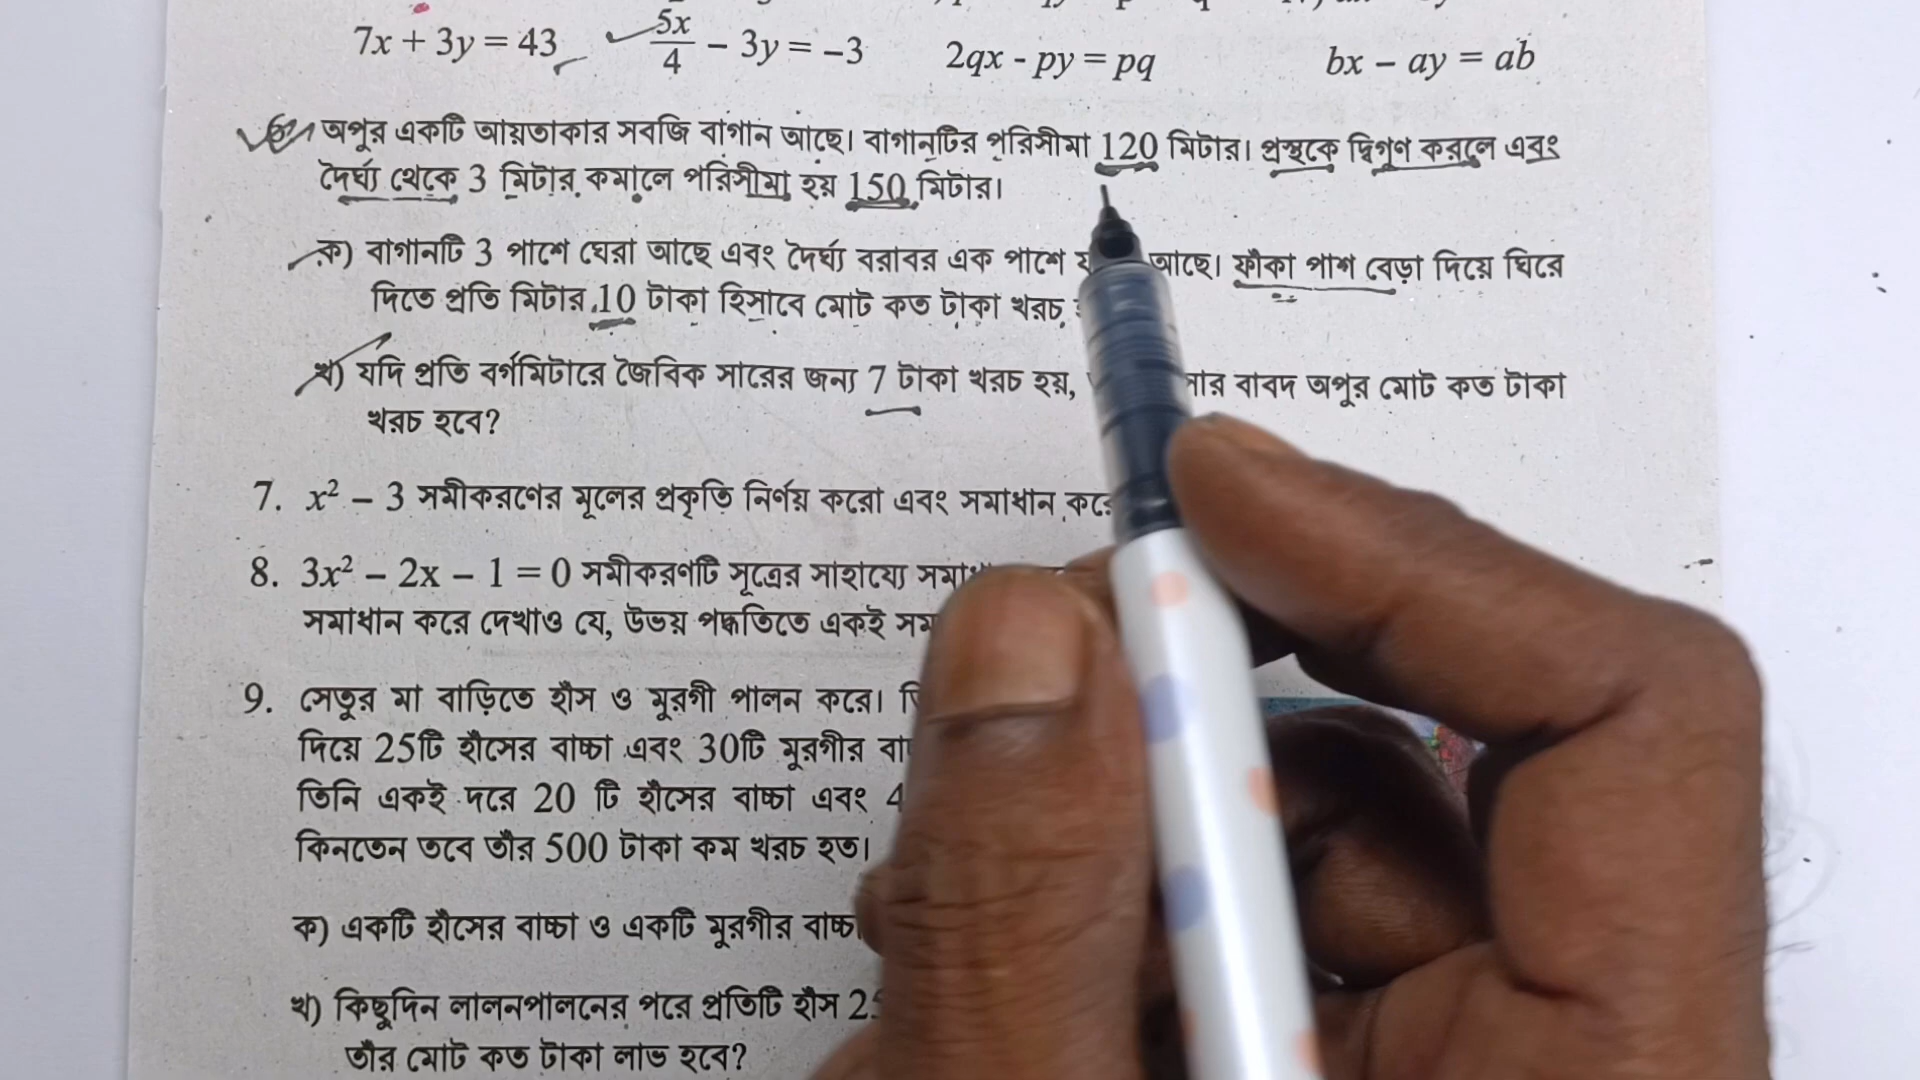 7x + 3y = 43 5x/4 – 3y = –3 2qx - py = pq bx – ay = ab
6. অপুর একটি আয়তাকার সবজি বাগান আছে। বাগানটির পরিসীমা 120 মিটার। প্রস্থকে দ্বিগুণ করলে এবং
দৈর্ঘ্য থেকে 3 মিটার কমালে পরিসীমা হয় 150 মিটার।
ক) বাগানটি 3 পাশে ঘেরা আছে এবং দৈর্ঘ্য বরাবর এক পাশে আছে। ফাঁকা পাশ বেড়া দিয়ে ঘিরে
দিতে প্রতি মিটার 10 টাকা হিসাবে মোট কত টাকা খরচ
খ) যদি প্রতি বর্গমিটারে জৈবিক সারের জন্য 7 টাকা খরচ হয়, বাবদ অপুর মোট কত টাকা
খরচ হবে?
7. x² – 3 সমীকরণের মূলের প্রকৃতি নির্ণয় করো এবং সমাধান
8. 3x² – 2x – 1 = 0 সমীকরণটি সূত্রের সাহায্যে
সমাধান করে দেখাও যে, উভয় পদ্ধতিতে একই
9. সেতুর মা বাড়িতে হাঁস ও মুরগী পালন করে।
দিয়ে 25টি হাঁসের বাচ্চা এবং 30টি মুরগীর
তিনি একই দরে 20 টি হাঁসের বাচ্চা এবং
কিনতেন তবে তাঁর 500 টাকা কম খরচ হত।
ক) একটি হাঁসের বাচ্চা ও একটি মুরগীর বাচ্চা
খ) কিছুদিন লালনপালনের পরে প্রতিটি হাঁস
তাঁর মোট কত টাকা লাভ হবে?